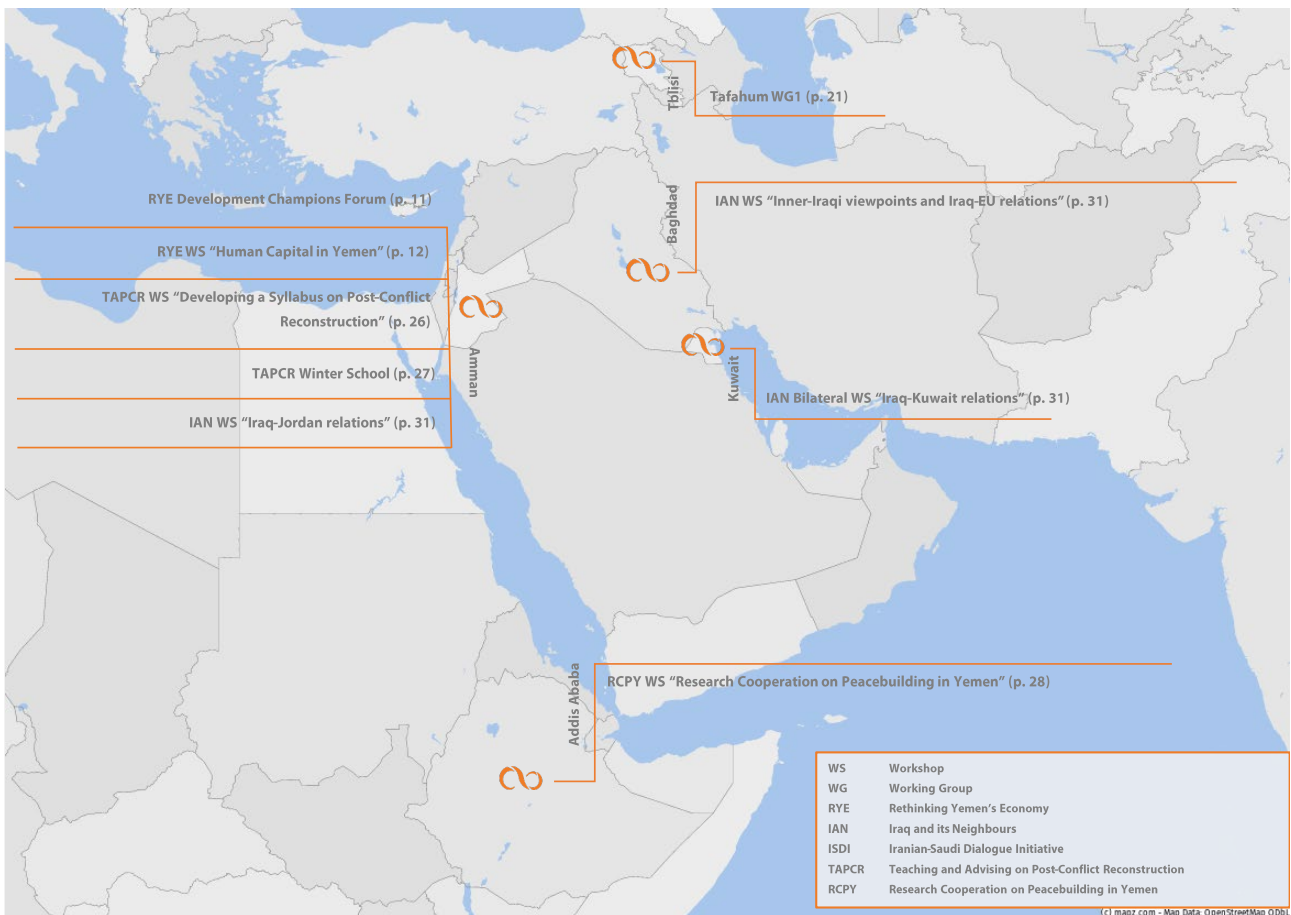 Tblisi
Tafahum WG1 (p. 21)
RYE Development Champions Forum (p. 11)
Baghdad
IAN WS “Inner-Iraqi viewpoints and Iraq-EU relations” (p. 31)
RYE WS “Human Capital in Yemen” (p. 12)
TAPCR WS “Developing a Syllabus on Post-Conflict
Reconstruction” (p. 26)
Amman
TAPCR Winter School (p. 27)
Kuwait
IAN Bilateral WS “Iraq-Kuwait relations” (p. 31)
IAN WS “Iraq-Jordan relations” (p. 31)
Addis Ababa
RCPY WS “Research Cooperation on Peacebuilding in Yemen” (p. 28)
WS Workshop
WG Working Group
RYE Rethinking Yemen’s Economy
IAN Iraq and its Neighbours
ISDI Iranian-Saudi Dialogue Initiative
TAPCR Teaching and Advising on Post-Conflict Reconstruction
RCPY Research Cooperation on Peacebuilding in Yemen
(c) mapz.com - Map Data: OpenStreetMap ODbL